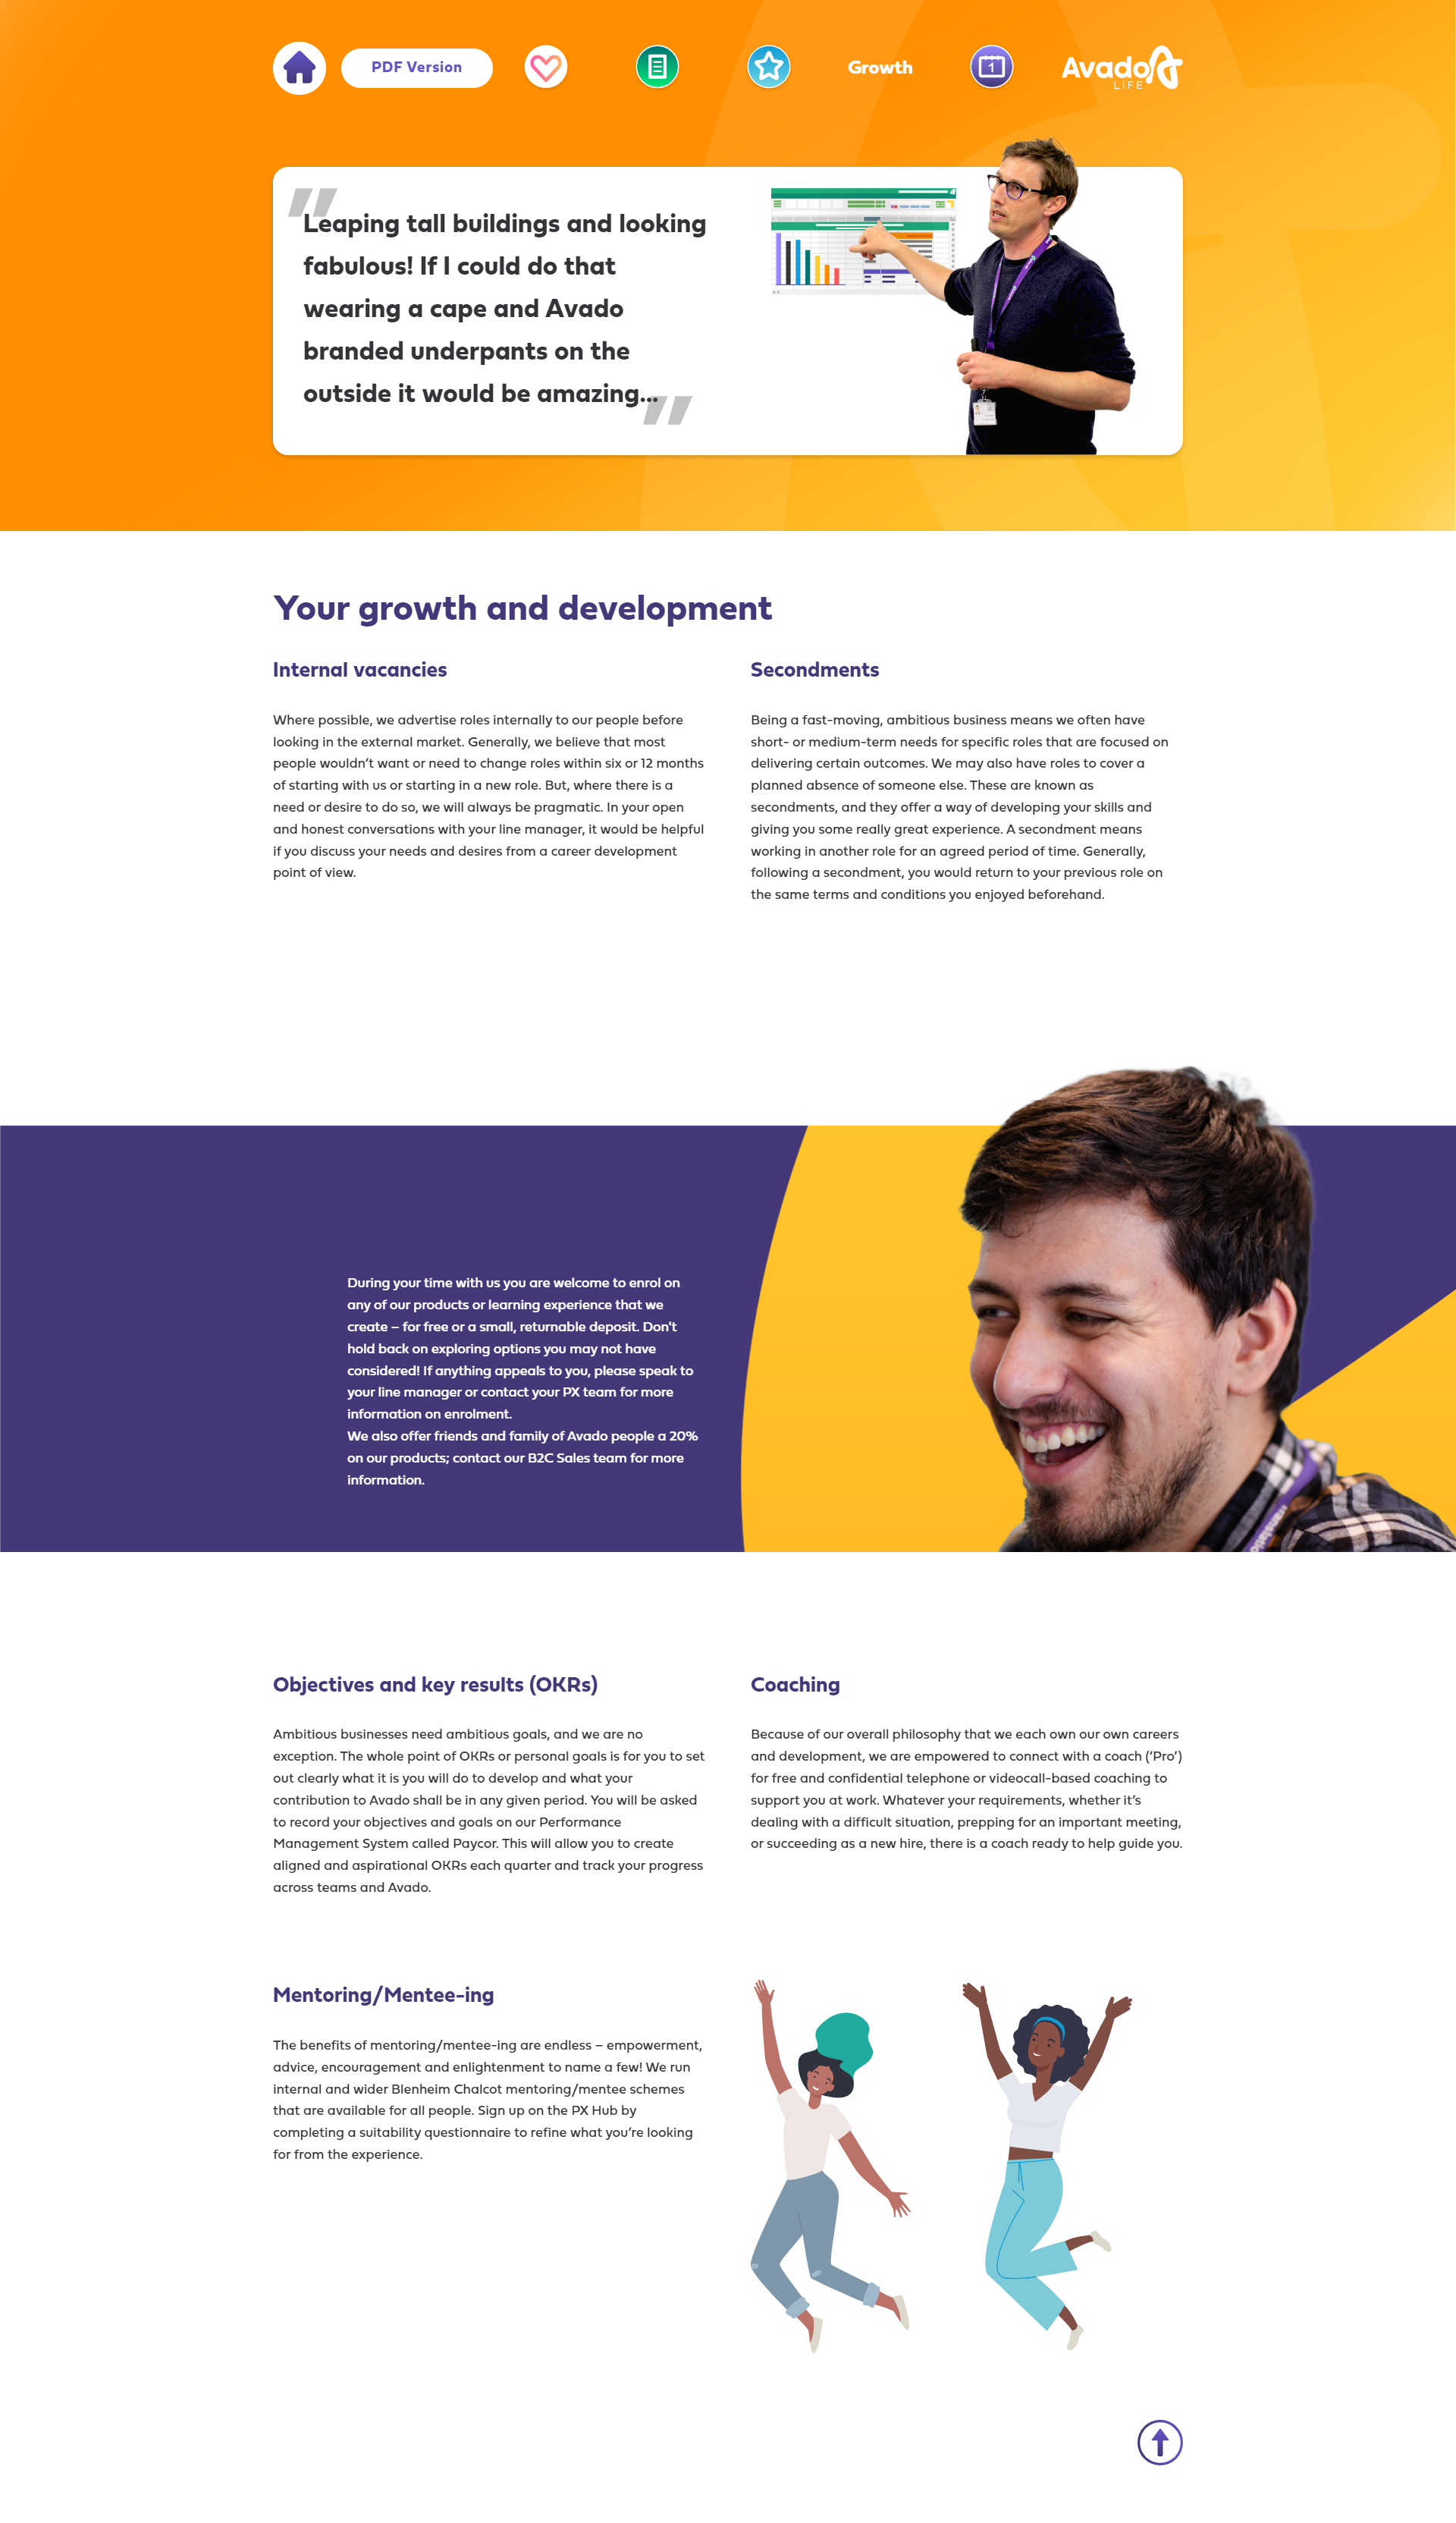 PDF Version
Growth
1
Avado
LIFE
"
Leaping tall buildings and looking
fabulous! If I could do that
wearing a cape and Avado
branded underpants on the
outside it would be amazing...
"
Your growth and development
Internal vacancies
Where possible, we advertise roles internally to our people before
looking in the external market. Generally, we believe that most
people wouldn't want or need to change roles within six or 12 months
of starting with us or starting in a new role. But, where there is a
need or desire to do so, we will always be pragmatic. In your open
and honest conversations with your line manager, it would be helpful
if you discuss your needs and desires from a career development
point of view.
Secondments
Being a fast-moving, ambitious business means we often have
short- or medium-term needs for specific roles that are focused on
delivering certain outcomes. We may also have roles to cover a
planned absence of someone else. These are known as
secondments, and they offer a way of developing your skills and
giving you some really great experience. A secondment means
working in another role for an agreed period of time. Generally,
following a secondment, you would return to your previous role on
the same terms and conditions you enjoyed beforehand.
During your time with us you are welcome to enrol on
any of our products or learning experience that we
create – for free or a small, returnable deposit. Don't
hold back on exploring options you may not have
considered! If anything appeals to you, please speak to
your line manager or contact your PX team for more
information on enrolment.
We also offer friends and family of Avado people a 20%
on our products; contact our B2C Sales team for more
information.
Objectives and key results (OKRs)
Ambitious businesses need ambitious goals, and we are no
exception. The whole point of OKRs or personal goals is for you to set
out clearly what it is you will do to develop and what your
contribution to Avado shall be in any given period. You will be asked
to record your objectives and goals on our Performance
Management System called Paycor. This will allow you to create
aligned and aspirational OKRs each quarter and track your progress
across teams and Avado.
Coaching
Because of our overall philosophy that we each own our own careers
and development, we are empowered to connect with a coach ('Pro')
for free and confidential telephone or videocall-based coaching to
support you at work. Whatever your requirements, whether it's
dealing with a difficult situation, prepping for an important meeting,
or succeeding as a new hire, there is a coach ready to help guide you.
Mentoring/Mentee-ing
The benefits of mentoring/mentee-ing are endless – empowerment,
advice, encouragement and enlightenment to name a few! We run
internal and wider Blenheim Chalcot mentoring/mentee schemes
that are available for all people. Sign up on the PX Hub by
completing a suitability questionnaire to refine what you're looking
for from the experience.